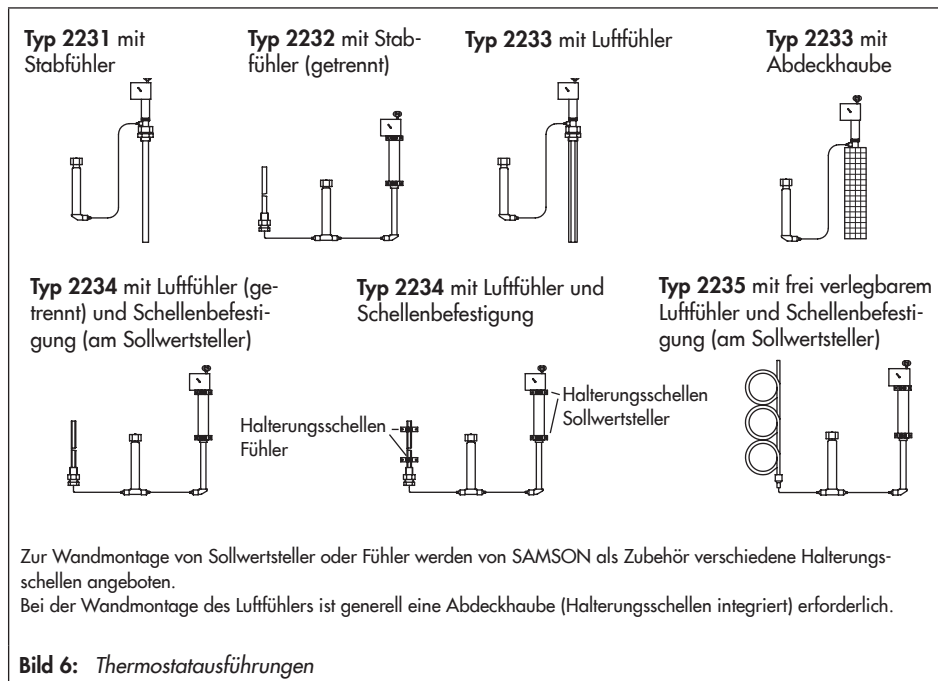 Typ 2231 mit
Stabfühler
Typ 2232 mit Stab-
fühler (getrennt)
Typ 2233 mit Luftfühler
Typ 2233 mit
Abdeckhaube
Typ 2234 mit Luftfühler (ge-
trennt) und Schellenbefesti-
gung (am Sollwertsteller)
Typ 2234 mit Luftfühler und
Schellenbefestigung
Typ 2235 mit frei verlegbarem
Luftfühler und Schellenbefesti-
gung (am Sollwertsteller)
Halterungsschellen
Fühler
Halterungsschellen
Sollwertsteller
Zur Wandmontage von Sollwertsteller oder Fühler werden von SAMSON als Zubehör verschiedene Halterungs-
schellen angeboten.
Bei der Wandmontage des Luftfühlers ist generell eine Abdeckhaube (Halterungsschellen integriert) erforderlich.
Bild 6: Thermostatausführungen